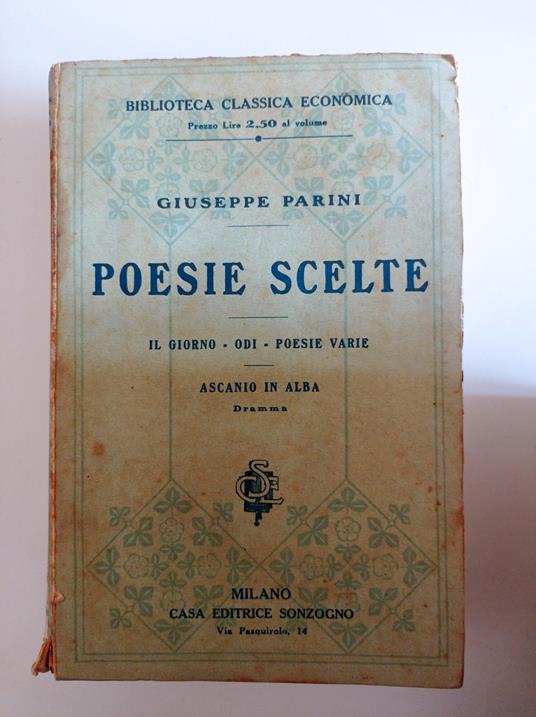 BIBLIOTECA CLASSICA ECONOMICA
Prezzo Lire 2,50 al volume
GIUSEPPE PARINI
POESIE SCELTE
IL GIORNO - ODI - POESIE VARIE
ASCANIO IN ALBA
Dramma
MILANO
CASA EDITRICE SONZOGNO
Via Pasquirolo, 14